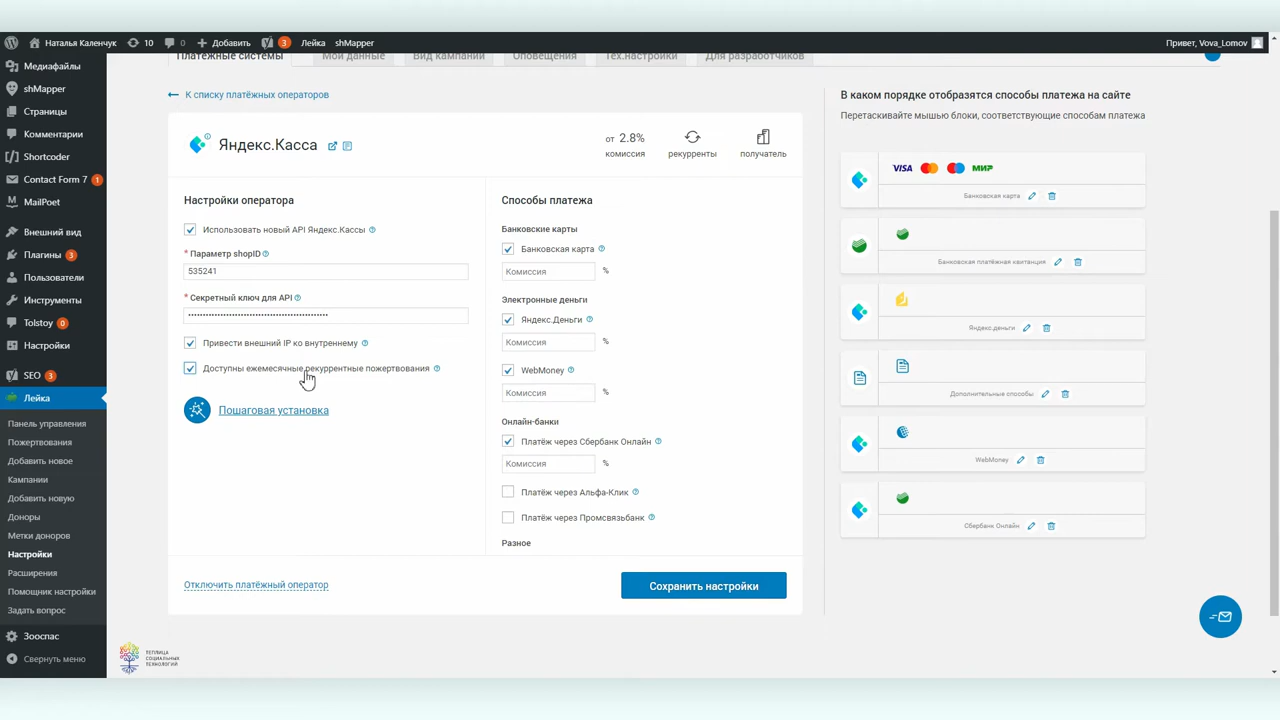 Наталья Каленчук
10
0
Добавить
3
Лейка
shMapper
Привет, Vova_Lomov
Медиафайлы
shMapper
Страницы
Комментарии
Shortcoder
Contact Form 7 1
MailPoet
Внешний вид
Плагины 3
Пользователи
Инструменты
Tolstoy 0
Настройки
SEO 3
Лейка
Панель управления
Пожертвования
Добавить новое
Кампании
Добавить новую
Доноры
Метки доноров
Настройки
Расширения
Помощник настройки
Задать вопрос
Зооспас
Свернуть меню
Платёжные системы
Мои данные
Вид кампании
Оповещения
Тех.настройки
Для разработчиков
К списку платёжных операторов
Яндекс.Касса
от 2.8%
комиссия
рекурренты
получатель
Настройки оператора
Использовать новый API Яндекс.Кассы
* Параметр shopID
535241
* Секретный ключ для API
Привести внешний IP ко внутреннему
Доступны ежемесячные рекуррентные пожертвования
Пошаговая установка
Способы платежа
Банковские карты
Банковская карта
Комиссия %
Электронные деньги
Яндекс.Деньги
Комиссия %
WebMoney
Комиссия %
Онлайн-банки
Платёж через Сбербанк Онлайн
Комиссия %
Платёж через Альфа-Клик
Платёж через Промсвязьбанк
Разное
Отключить платёжный оператор
Сохранить настройки
В каком порядке отобразятся способы платежа на сайте
Перетаскивайте мышью блоки, соответствующие способам платежа
VISA МИР
Банковская карта
Банковская платёжная квитанция
Яндекс.деньги
Дополнительные способы
WebMoney
Сбербанк Онлайн
ТЕПЛИЦА
СОЦИАЛЬНЫХ
ТЕХНОЛОГИЙ